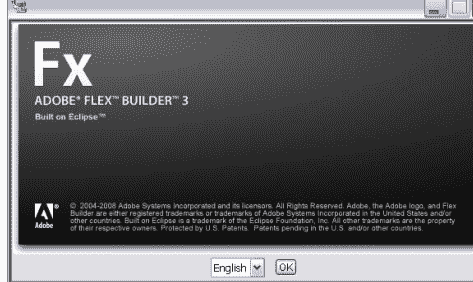 Fx
ADOBE® FLEX™ BUILDER™ 3
Built on Eclipse™
© 2004-2008 Adobe Systems Incorporated and its licensors. All Rights Reserved. Adobe, the Adobe logo, and Flex
Builder are either registered trademarks or trademarks of Adobe Systems Incorporated in the United States and/or
other countries. Built on Eclipse is a trademark of the Eclipse Foundation, Inc. All other trademarks are the property
of their respective owners. Protected by U.S. Patents. Patents pending in the U.S. and/or other countries.
Adobe
English
OK